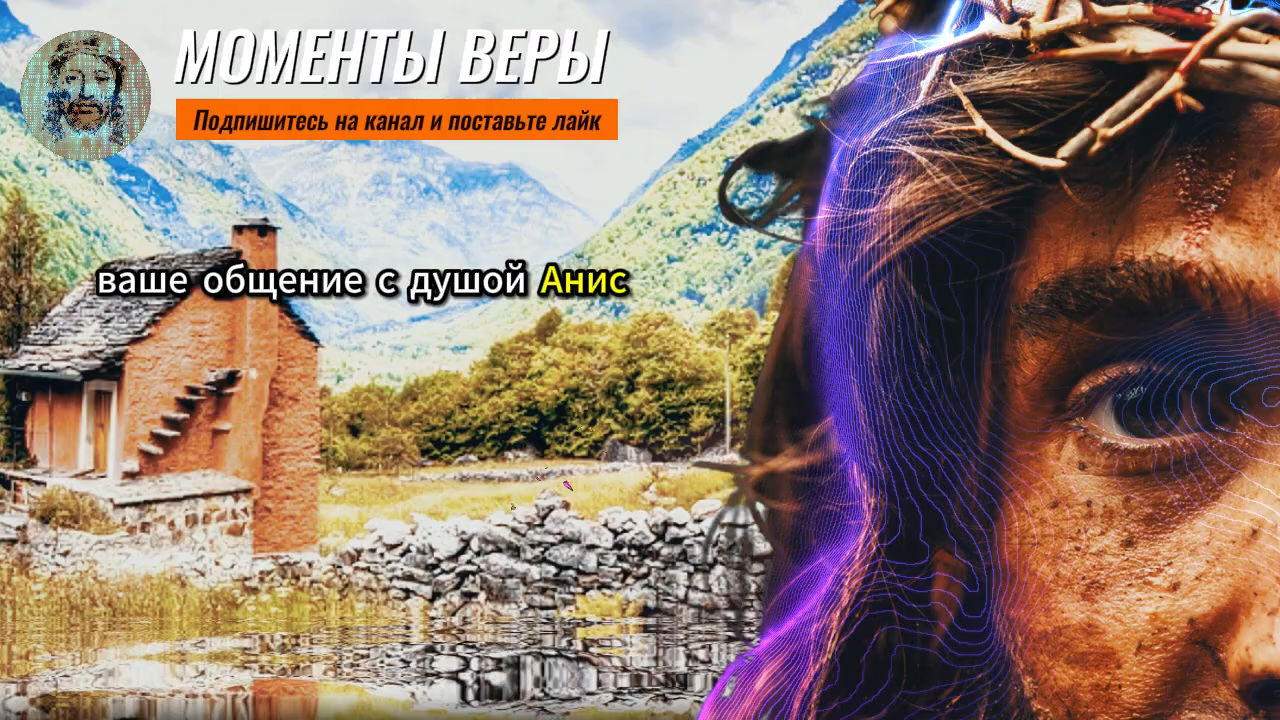 МОМЕНТЫ ВЕРЫ
Подпишитесь на канал и поставьте лайк
ваше общение с душой Анис